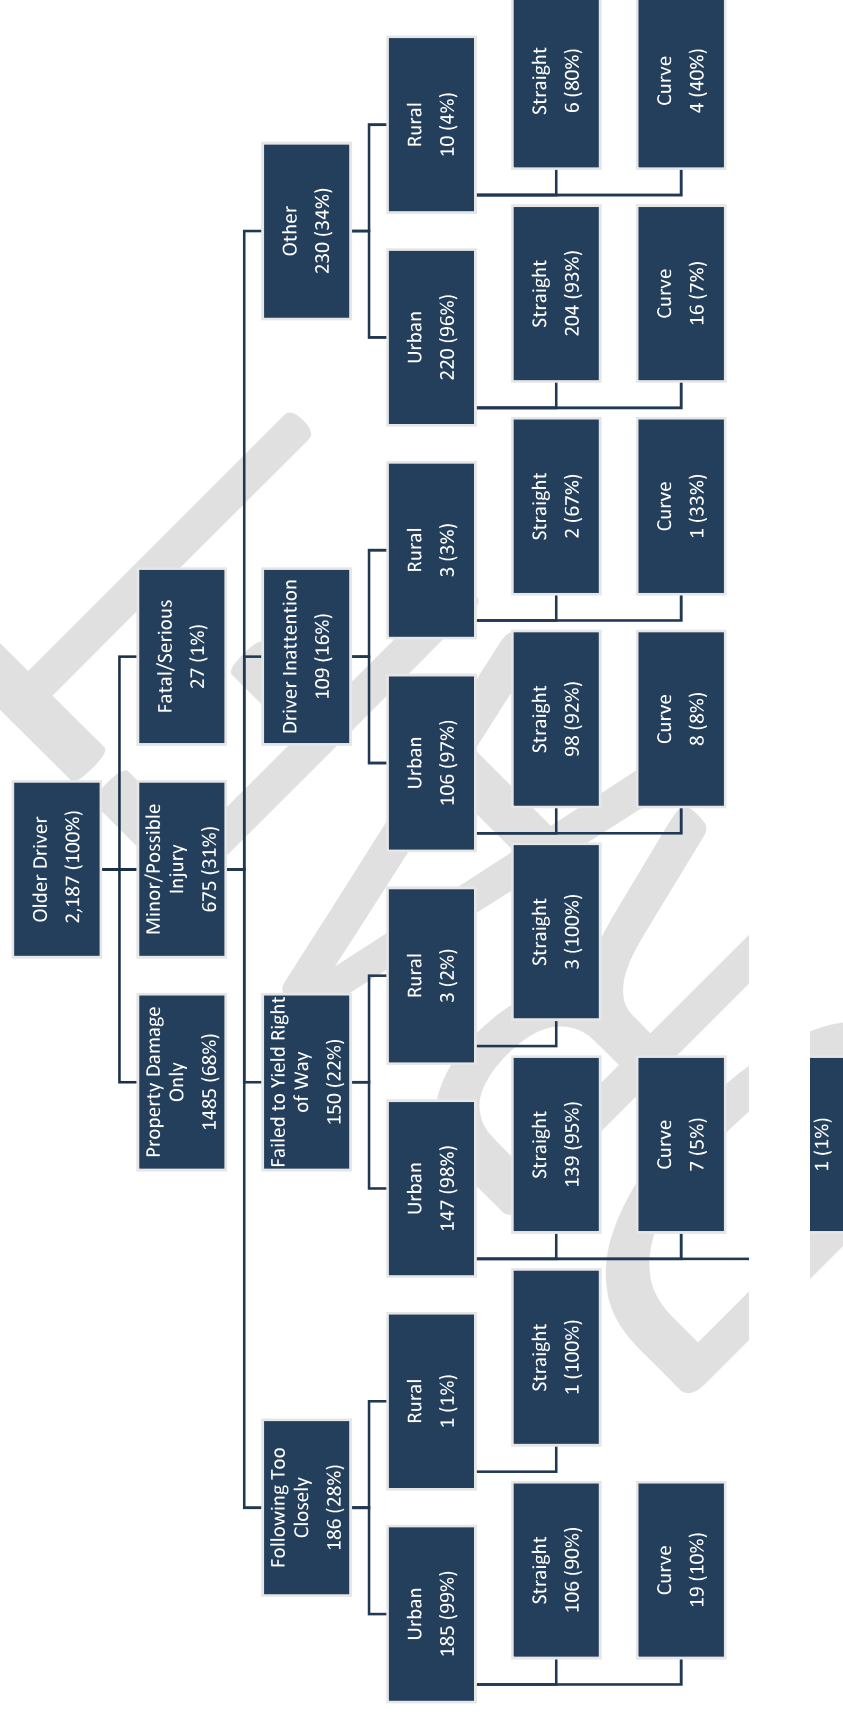 Older Driver
2,187 (100%)
Property Damage
Only
1485 (68%)
Minor/Possible
Injury
675 (31%)
Fatal/Serious
27 (1%)
Following Too
Closely
186 (28%)
Failed to Yield Right
of Way
150 (22%)
Driver Inattention
109 (16%)
Other
230 (34%)
Urban
185 (99%)
Rural
1 (1%)
Urban
147 (98%)
Rural
3 (2%)
Urban
106 (97%)
Rural
3 (3%)
Urban
220 (96%)
Rural
10 (4%)
Straight
106 (90%)
Straight
1 (100%)
Straight
139 (95%)
Straight
3 (100%)
Straight
98 (92%)
Straight
2 (67%)
Straight
204 (93%)
Straight
6 (80%)
Curve
19 (10%)
Curve
7 (5%)
Curve
8 (8%)
Curve
1 (33%)
Curve
16 (7%)
Curve
4 (40%)
1 (1%)